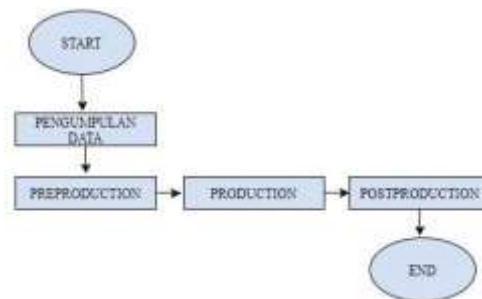 START
PENGUMPULAN
DATA
PREPRODUCTION
PRODUCTION
POSTPRODUCTION
END